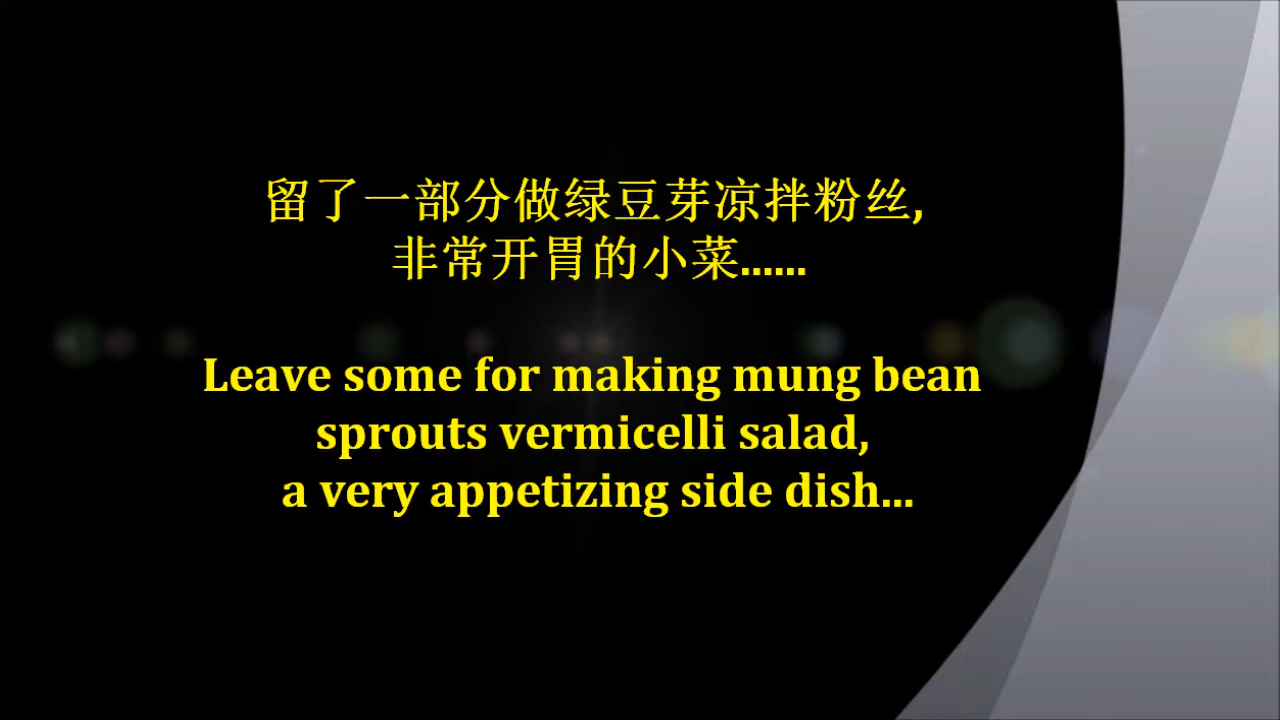 留了一部分做绿豆芽凉拌粉丝,
非常开胃的小菜......
Leave some for making mung bean
sprouts vermicelli salad,
a very appetizing side dish...